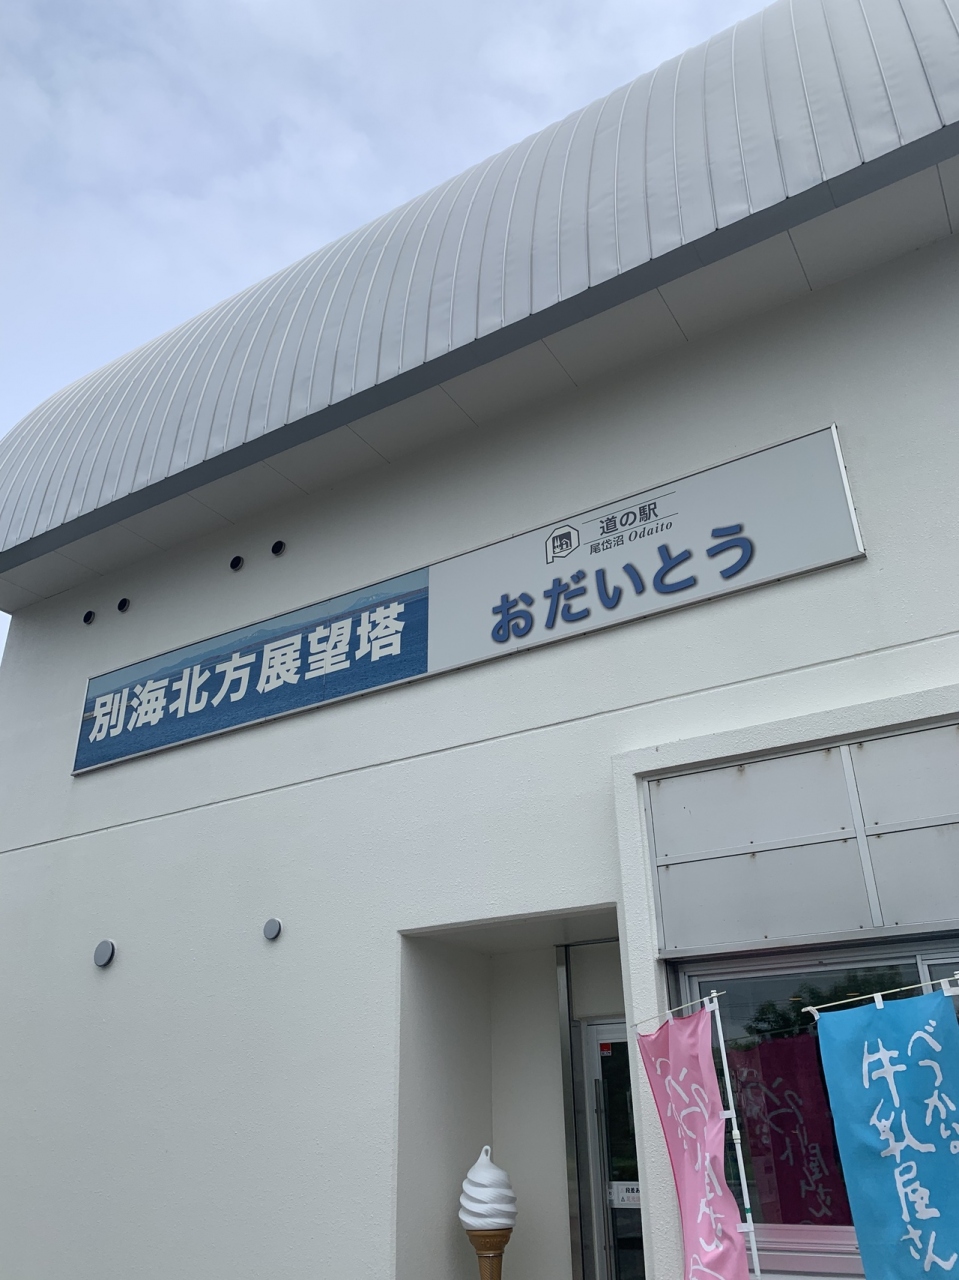 別海北方展望塔
道の駅
尾岱沼 Odaito
おだいとう
べつかいの
牛乳屋さん